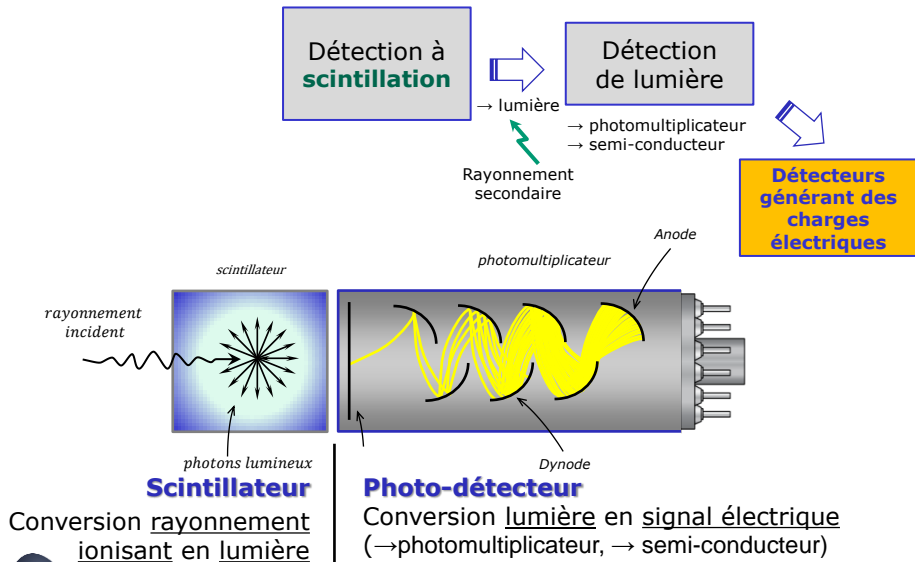 Détection à
scintillation
→ lumière
Rayonnement
secondaire
Détection
de lumière
→ photomultiplicateur
→ semi-conducteur
Détecteurs
générant des
charges
électriques
scintillateur
photomultiplicateur
Anode
rayonnement
incident
photons lumineux
Dynode
Scintillateur
Conversion rayonnement
ionisant en lumière
Photo-détecteur
Conversion lumière en signal électrique
(→photomultiplicateur, → semi-conducteur)